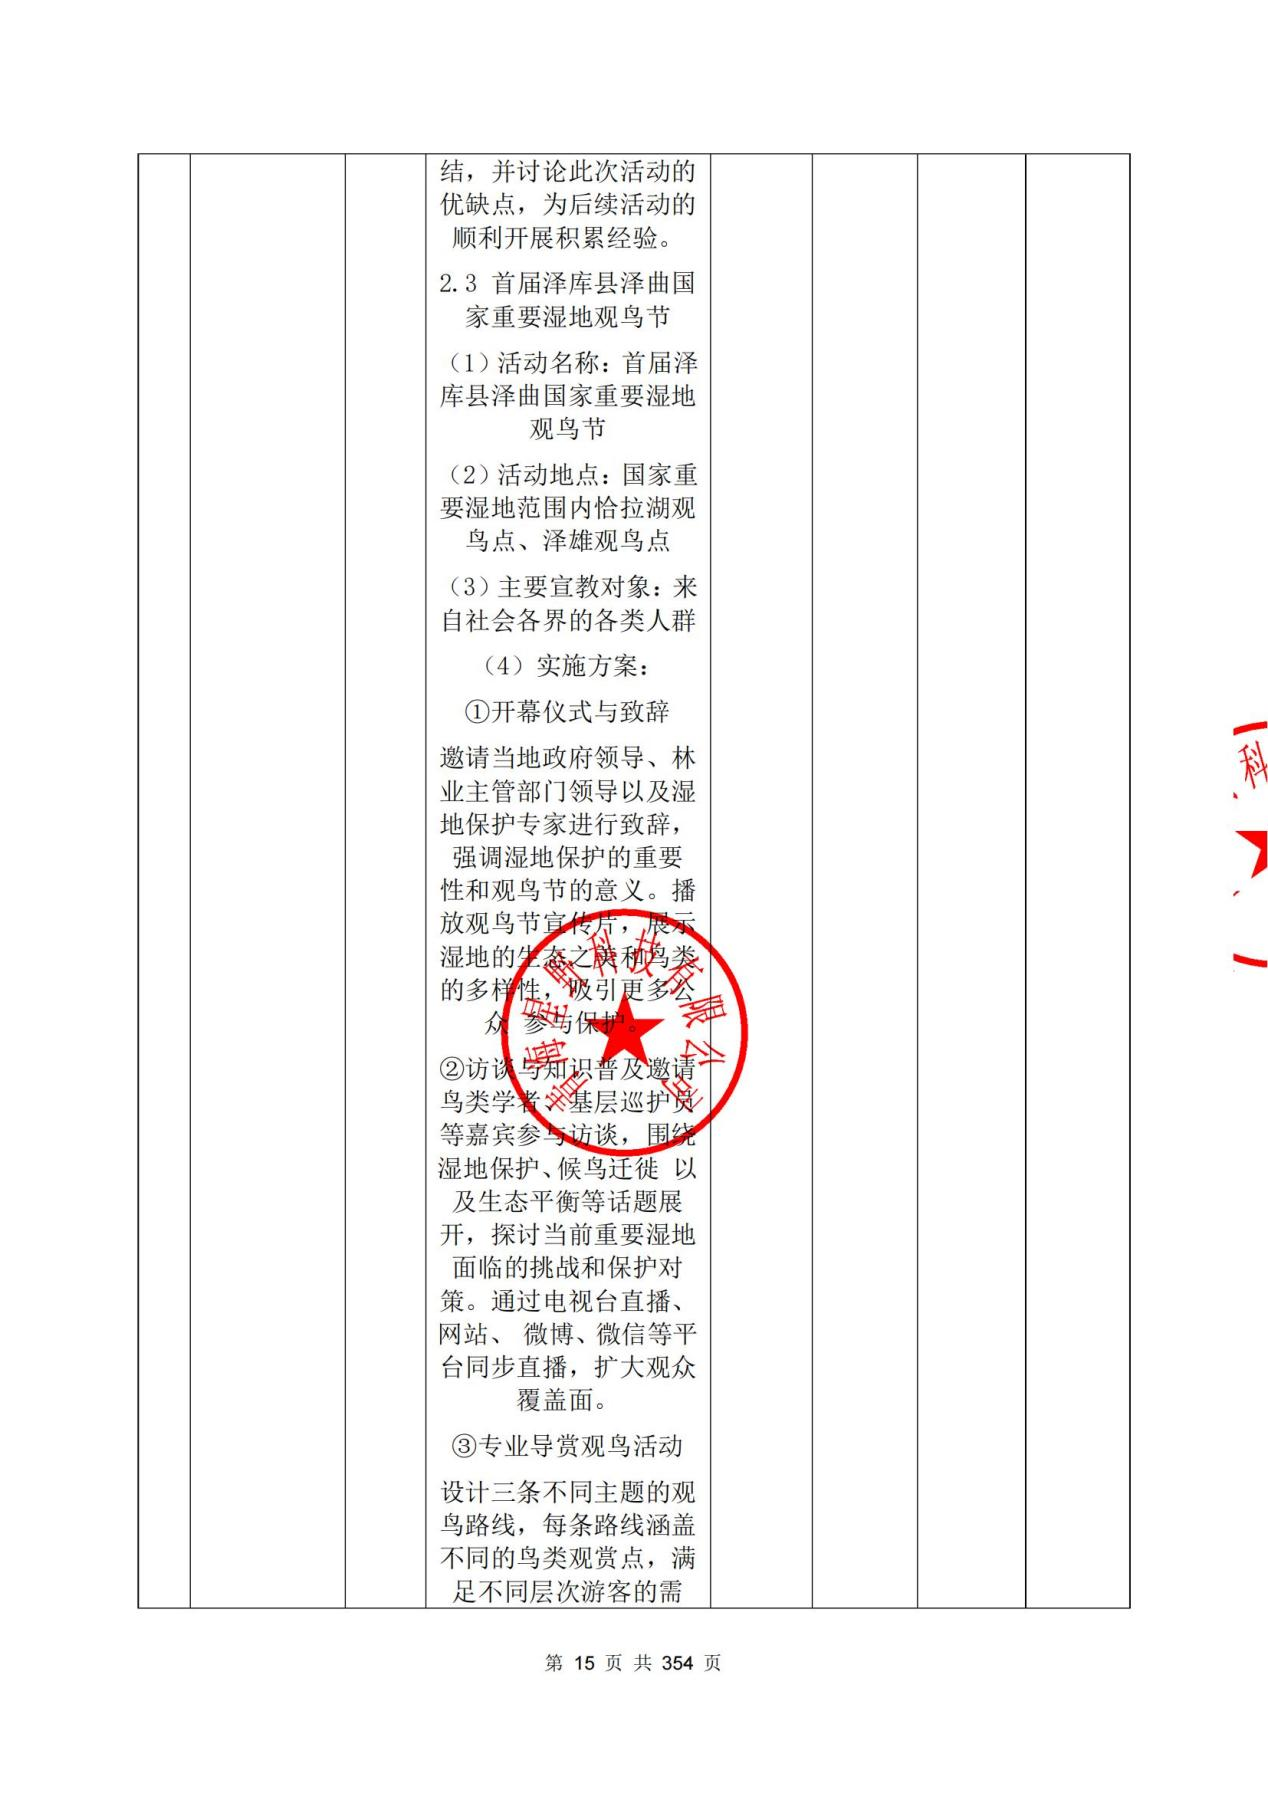 结，并讨论此次活动的
优缺点，为后续活动的
顺利开展积累经验。
2.3 首届泽库县泽曲国
家重要湿地观鸟节
（1）活动名称：首届泽
库县泽曲国家重要湿地
观鸟节
（2）活动地点：国家重
要湿地范围内恰拉湖观
鸟点、泽雄观鸟点
（3）主要宣教对象：来
自社会各界的各类人群
（4）实施方案：
①开幕仪式与致辞
邀请当地政府领导、林
业主管部门领导以及湿
地保护专家进行致辞，
强调湿地保护的重要
性和观鸟节的意义。播
放观鸟节宣传片，展示
湿地的生态之美和鸟类
的多样性，吸引更多公
众 参与保护。
②访谈与知识普及邀请
鸟类学者、基层巡护员
等嘉宾参与访谈，围绕
湿地保护、候鸟迁徙 以
及生态平衡等话题展
开，探讨当前重要湿地
面临的挑战和保护对
策。通过电视台直播、
网站、 微博、微信等平
台同步直播，扩大观众
覆盖面。
③专业导赏观鸟活动
设计三条不同主题的观
鸟路线，每条路线涵盖
不同的鸟类观赏点，满
足不同层次游客的需
科技有限公司
科
第 15 页 共 354 页